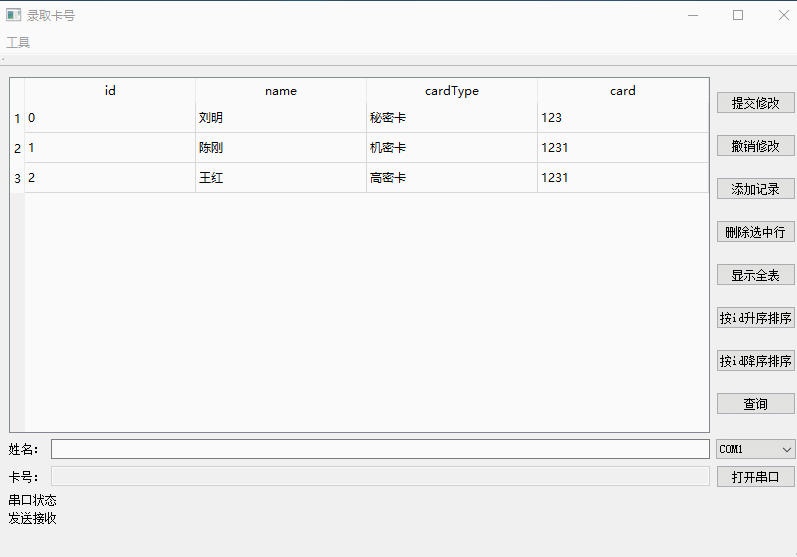 录取卡号
工具
id name cardType card
1 0 刘明 秘密卡 123
2 1 陈刚 机密卡 1231
3 2 王红 高密卡 1231
提交修改
撤销修改
添加记录
删除选中行
显示全表
按id升序排序
按id降序排序
查询
姓名： COM1
卡号： 打开串口
串口状态
发送接收